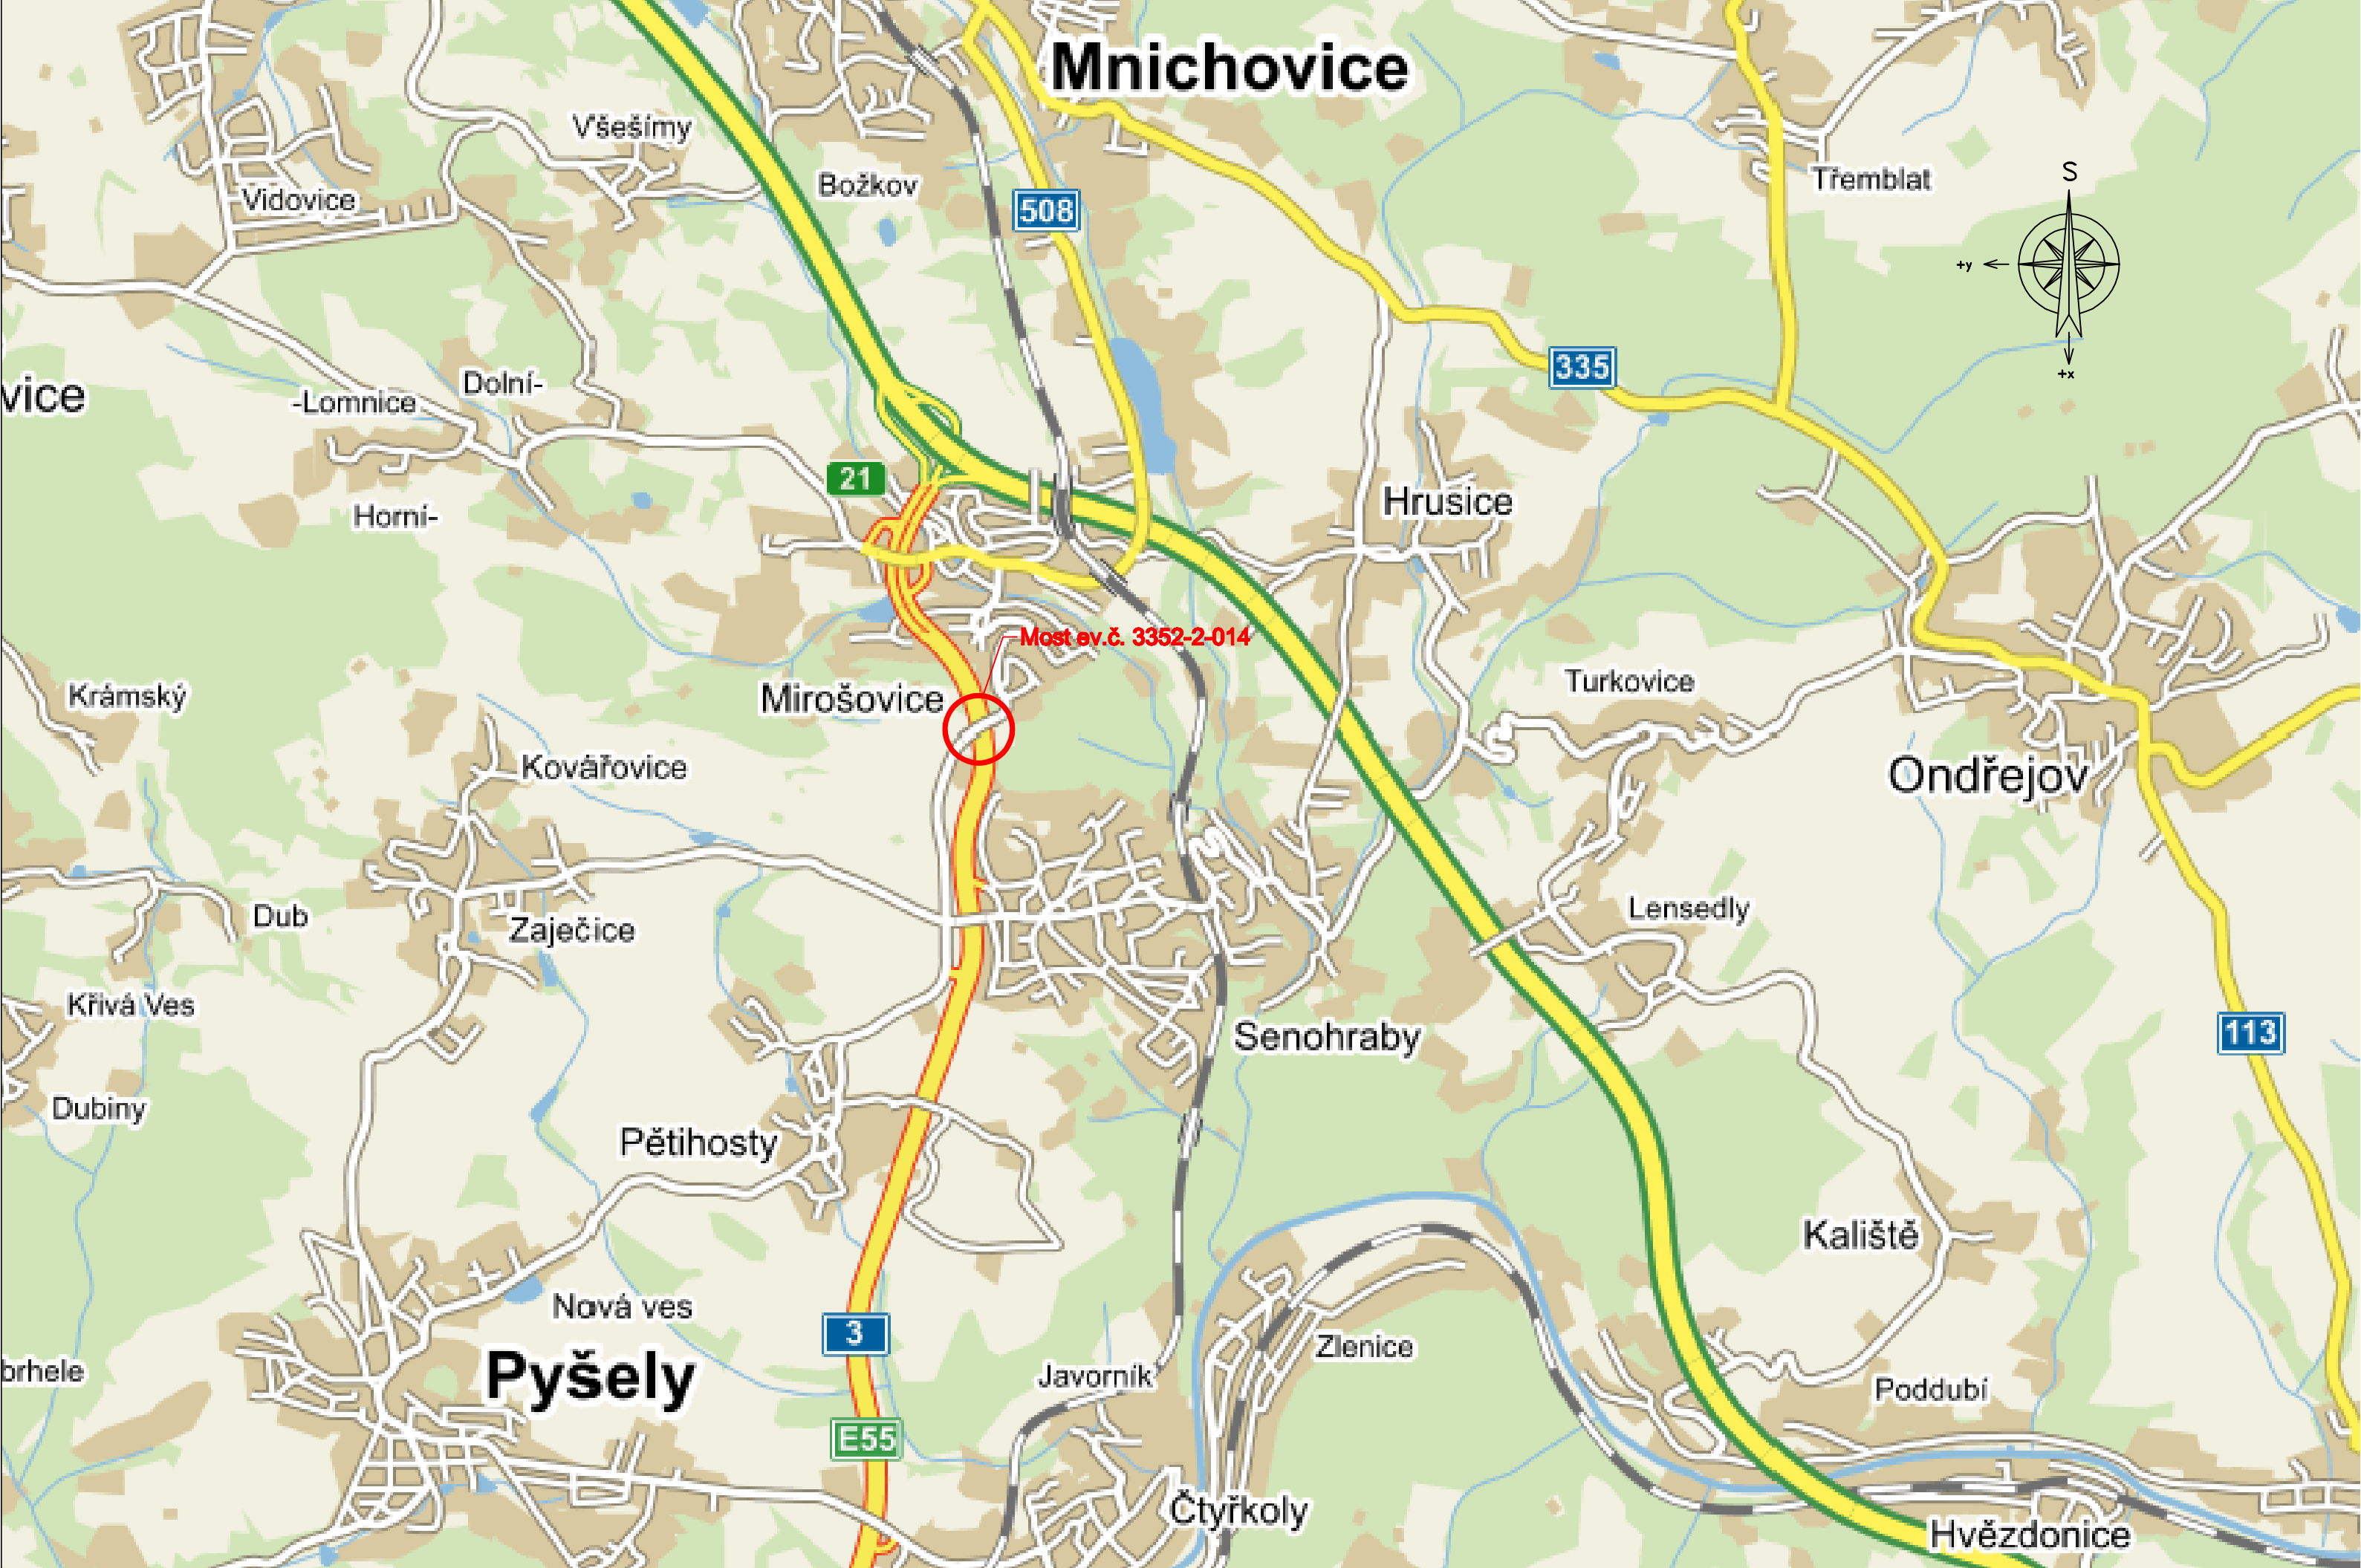 Mnichovice
Všešímy
Božkov
Vidovice
508
Třemblat
S
+y
+x
335
vice
Dolní-
-Lomnice
21
Hrusice
Horní-
Most ev.č. 3352-2-014
Krámský
Mirošovice
Turkovice
Kovářovice
Ondřejov
Dub
Zaječice
Lensedly
Křivá Ves
Senohraby
113
Dubiny
Pětihosty
Kaliště
Nová ves
3
Zlenice
brhele
Pyšely
Javorník
Poddubí
E55
Čtyřkoly
Hvězdonice